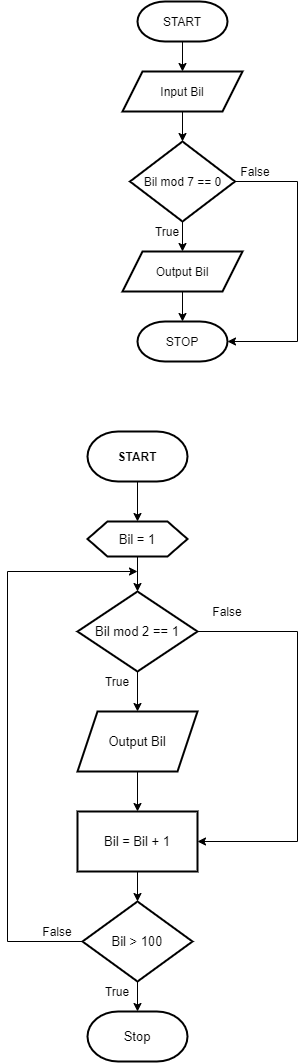 START
Input Bil
Bil mod 7 == 0
False
True
Output Bil
STOP
START
Bil = 1
Bil mod 2 == 1
False
True
Output Bil
Bil = Bil + 1
Bil > 100
False
True
Stop